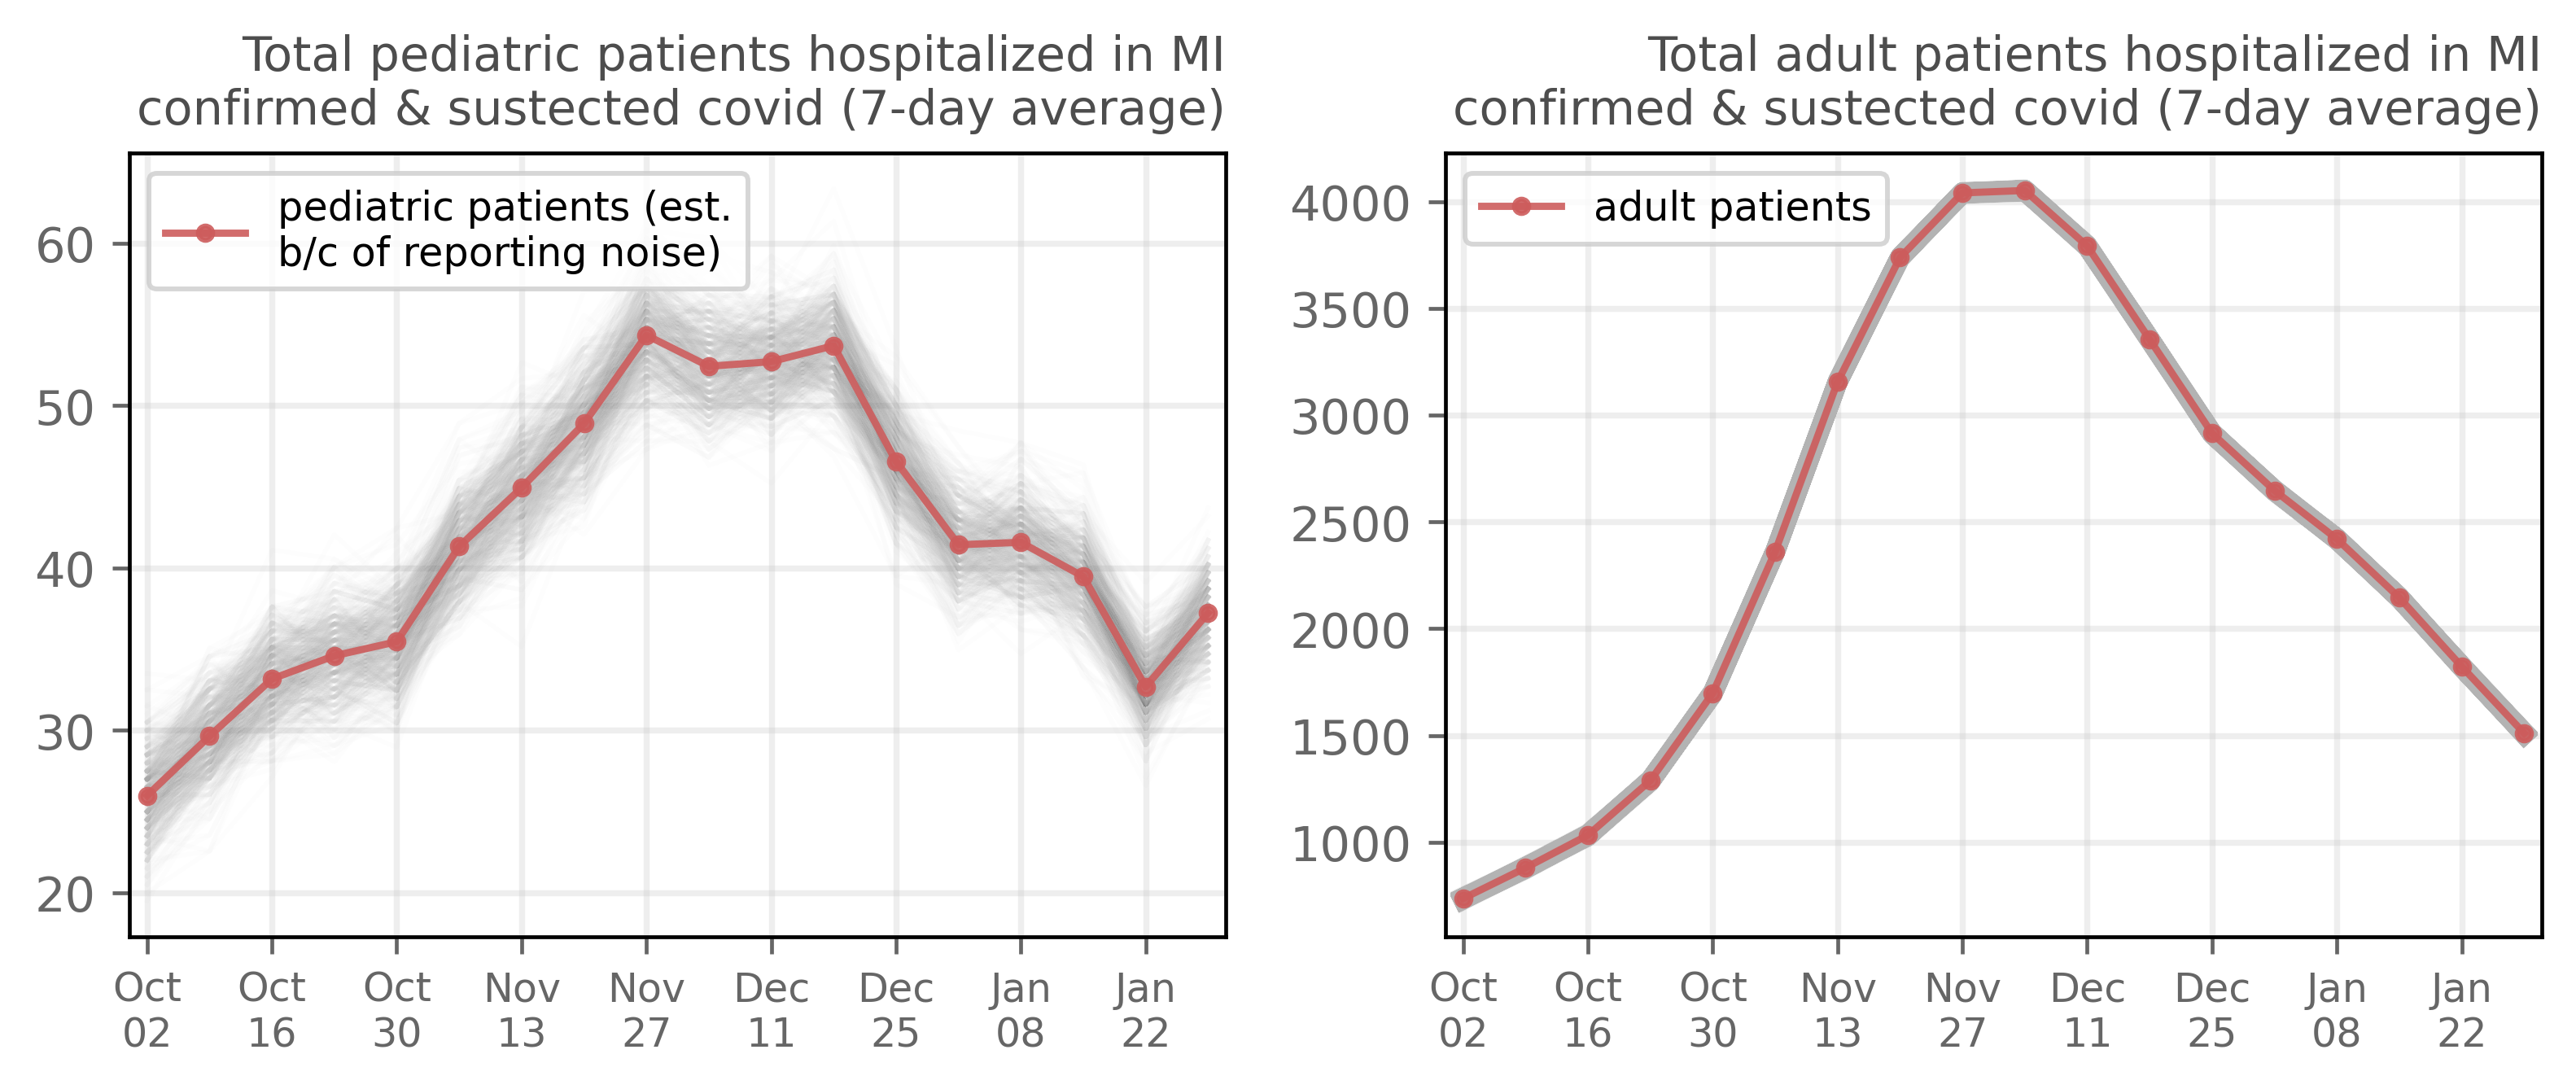 Total pediatric patients hospitalized in MI
confirmed & sustected covid (7-day average)
pediatric patients (est.
b/c of reporting noise)
60
50
40
30
20
Oct Oct Oct Nov Nov Dec Dec Jan Jan
02 16 30 13 27 11 25 08 22
Total adult patients hospitalized in MI
confirmed & sustected covid (7-day average)
adult patients
4000
3500
3000
2500
2000
1500
1000
Oct Oct Oct Nov Nov Dec Dec Jan Jan
02 16 30 13 27 11 25 08 22